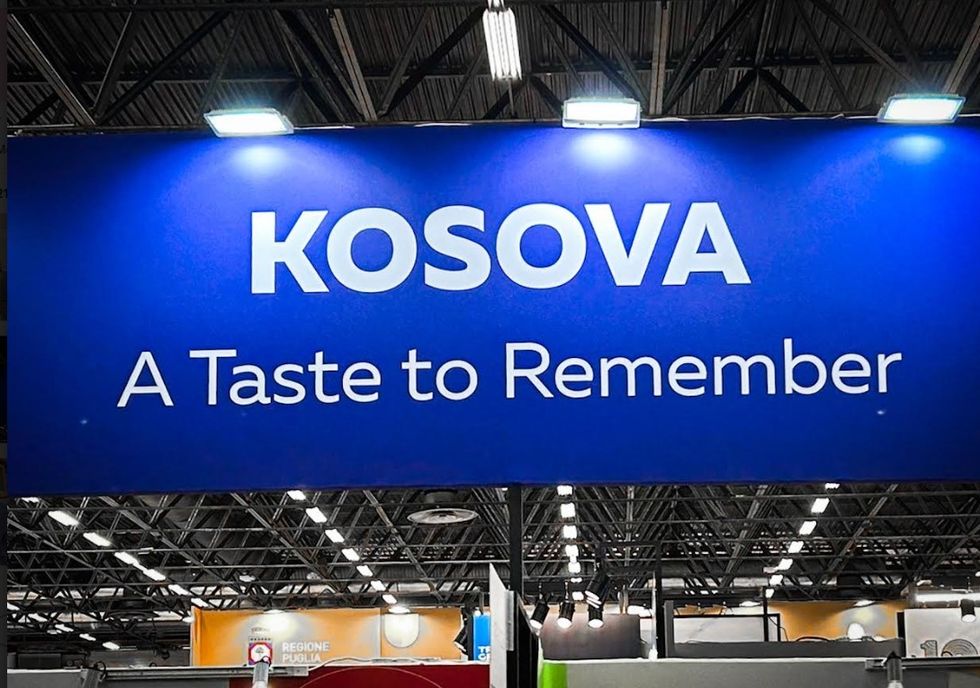 KOSOVA
A Taste to Remember
REGIONE
PUGLIA